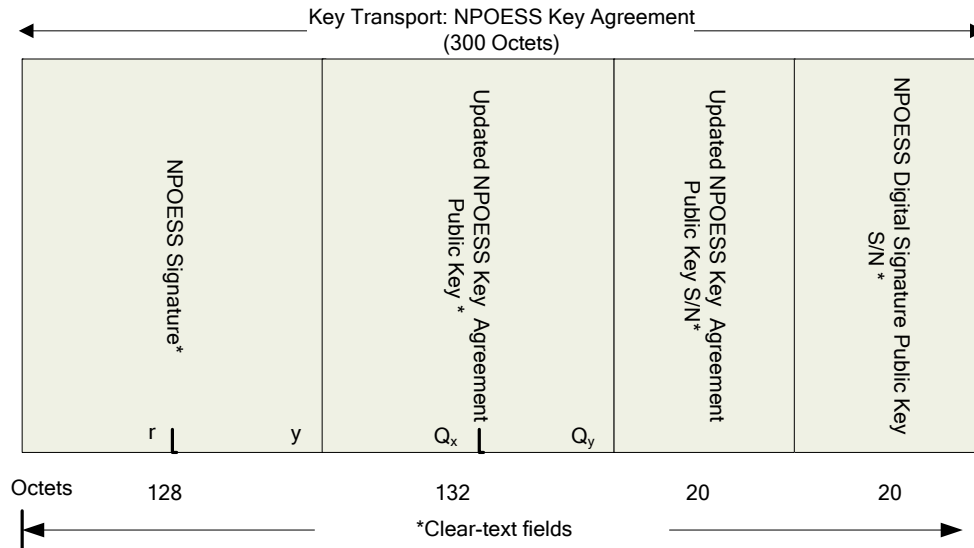 Key Transport: NPOESS Key Agreement
(300 Octets)
NPOESS Signature*
Updated NPOESS Key Agreement
Public Key *
Updated NPOESS Key Agreement
Public Key S/N*
NPOESS Digital Signature Public Key
S/N *
r y Qx Qy
Octets 128 132 20 20
*Clear-text fields